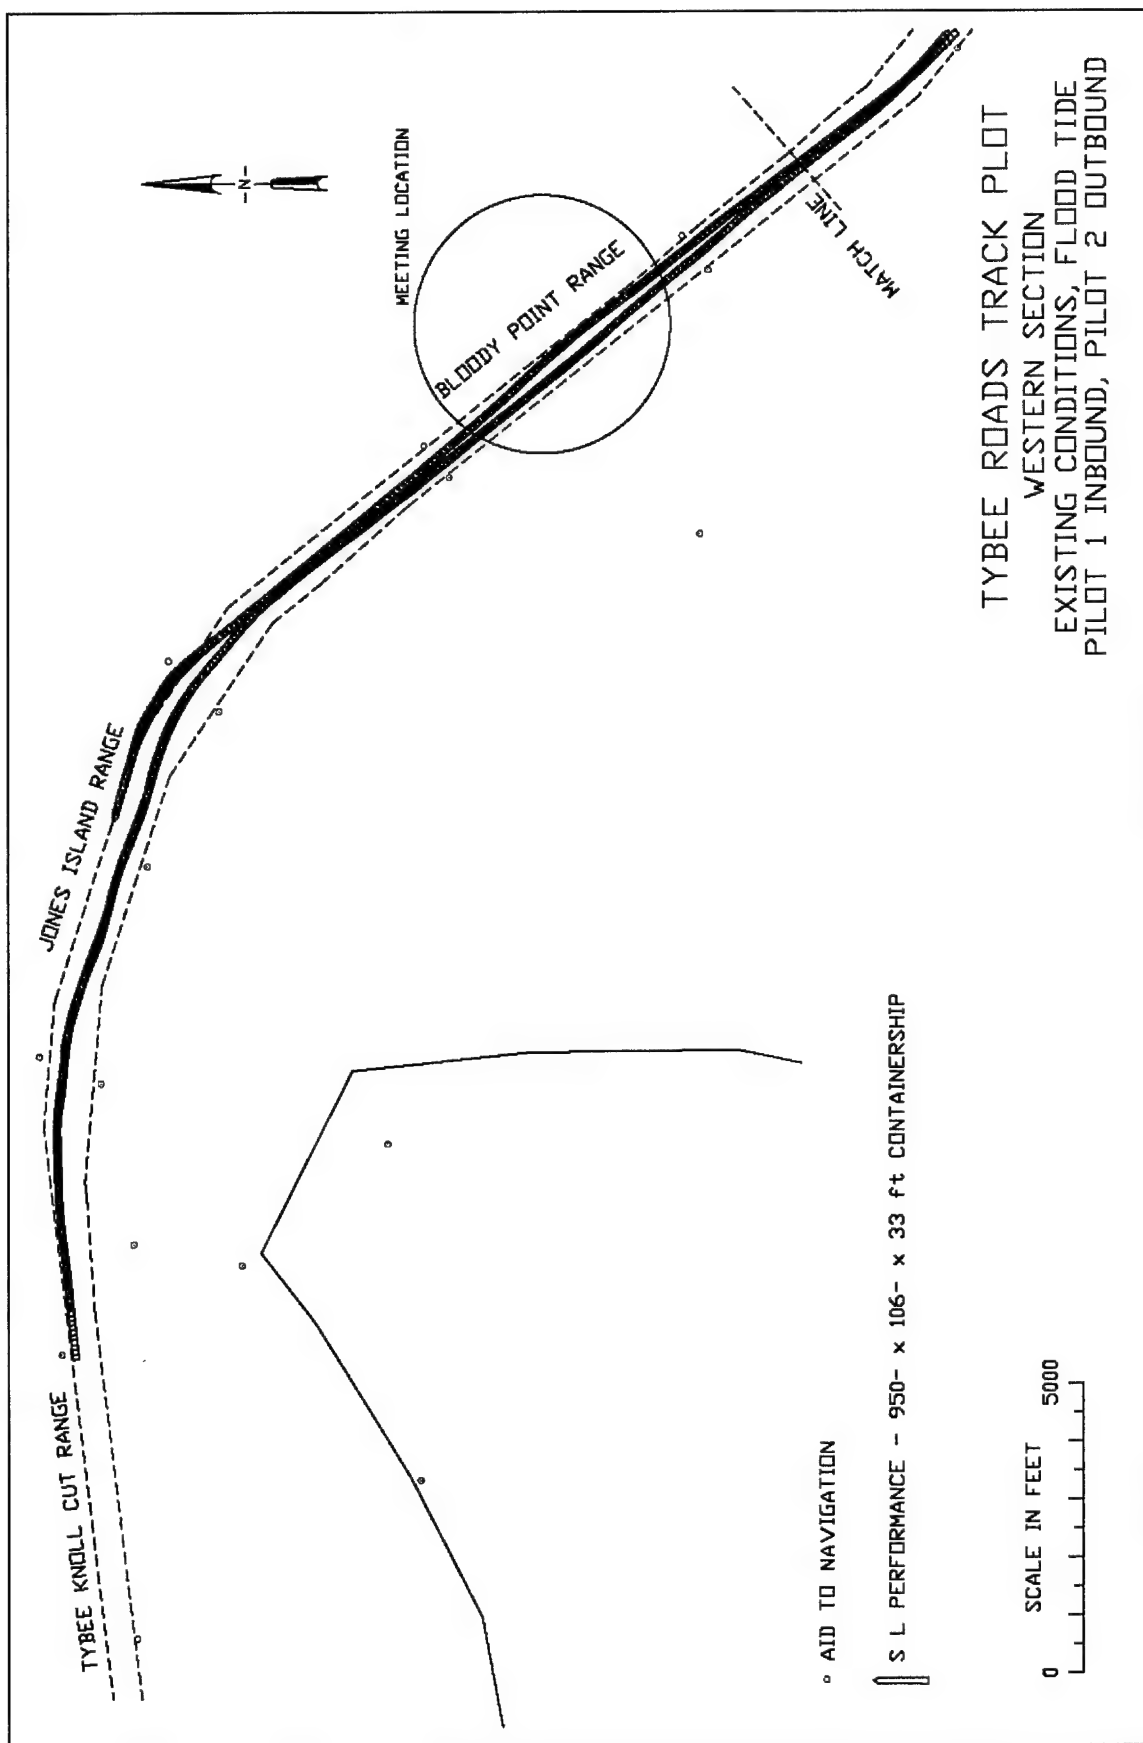 TYBEE KNOLL CUT RANGE
JONES ISLAND RANGE
BLOODY POINT RANGE
MEETING LOCATION
-N-
MATCH LINE
AID TO NAVIGATION
S L PERFORMANCE - 950- x 106- x 33 ft CONTAINERSHIP
SCALE IN FEET
0 5000
TYBEE ROADS TRACK PLOT
WESTERN SECTION
EXISTING CONDITIONS, FLOOD TIDE
PILOT 1 INBOUND, PILOT 2 OUTBOUND